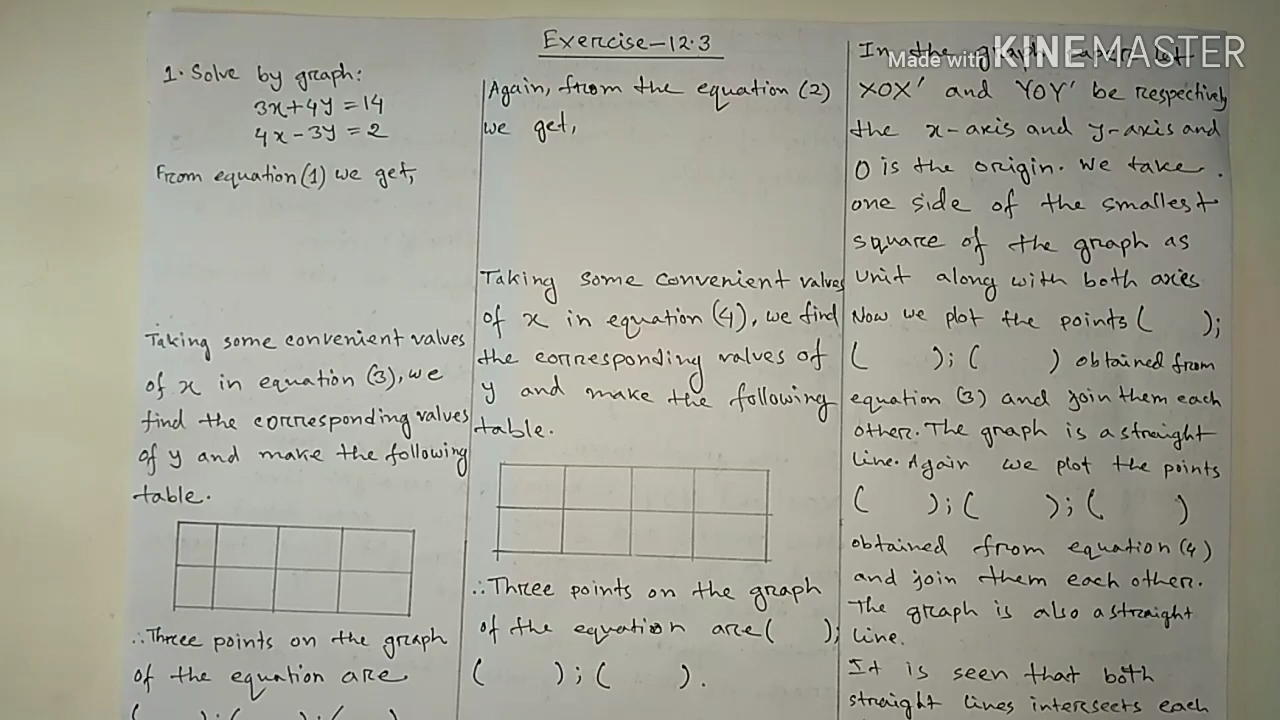 Exercise-12.3
1. Solve by graph:
3x+4y=14
4x-3y=2
From equation (1) we get,
Taking some convenient values
of x in equation (3), we
find the corresponding values
of y and make the following
table.
∴Three points on the graph
of the equation are
( ); ( ); ( )
Again, from the equation (2)
we get,
Taking some convenient values
of x in equation (4), we find
the corresponding values of
y and make the following
table.
∴Three points on the graph
of the equation are ( );
( ); ( ).
Made with KINEMASTER
In the graph let
XOX' and YOY' be respectively
the x-axis and y-axis and
O is the origin. We take
one side of the smallest
square of the graph as
unit along with both axies
Now we plot the points ( );
( ); ( ) obtained from
equation (3) and join them each
other. The graph is a straight
line. Again we plot the points
( ); ( ); ( )
obtained from equation (4)
and join them each other.
The graph is also a straight
line.
It is seen that both
straight lines intersects each